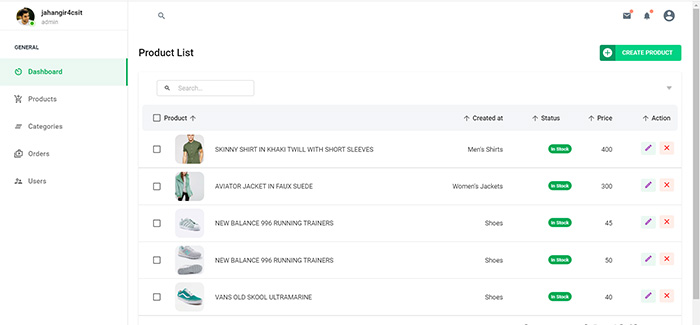 jahangir4csit
admin
GENERAL
Dashboard
Products
Categories
Orders
Users
Product List
CREATE PRODUCT
Search...
Product Created at Status Price Action
SKINNY SHIRT IN KHAKI TWILL WITH SHORT SLEEVES Men's Shirts In Stock 400
AVIATOR JACKET IN FAUX SUEDE Women's Jackets In Stock 300
NEW BALANCE 996 RUNNING TRAINERS Shoes In Stock 45
NEW BALANCE 996 RUNNING TRAINERS Shoes In Stock 50
VANS OLD SKOOL ULTRAMARINE Shoes In Stock 40